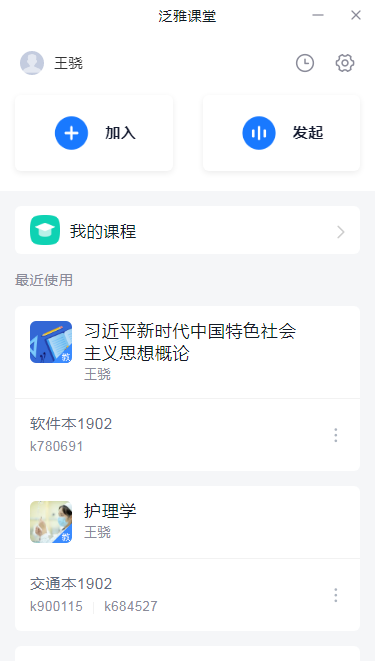 泛雅课堂
王骁
加入
发起
我的课程
最近使用
习近平新时代中国特色社会
主义思想概论
教
王骁
软件本1902
k780691
护理学
教
王骁
交通本1902
k900115 k684527